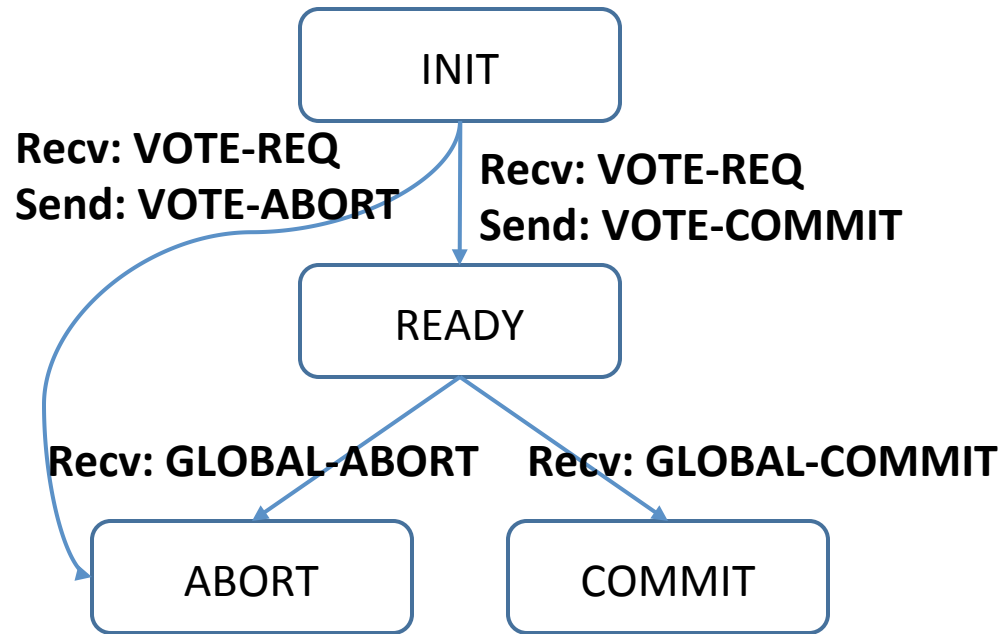 INIT
Recv: VOTE-REQ
Send: VOTE-ABORT
Recv: VOTE-REQ
Send: VOTE-COMMIT
READY
Recv: GLOBAL-ABORT
Recv: GLOBAL-COMMIT
ABORT
COMMIT